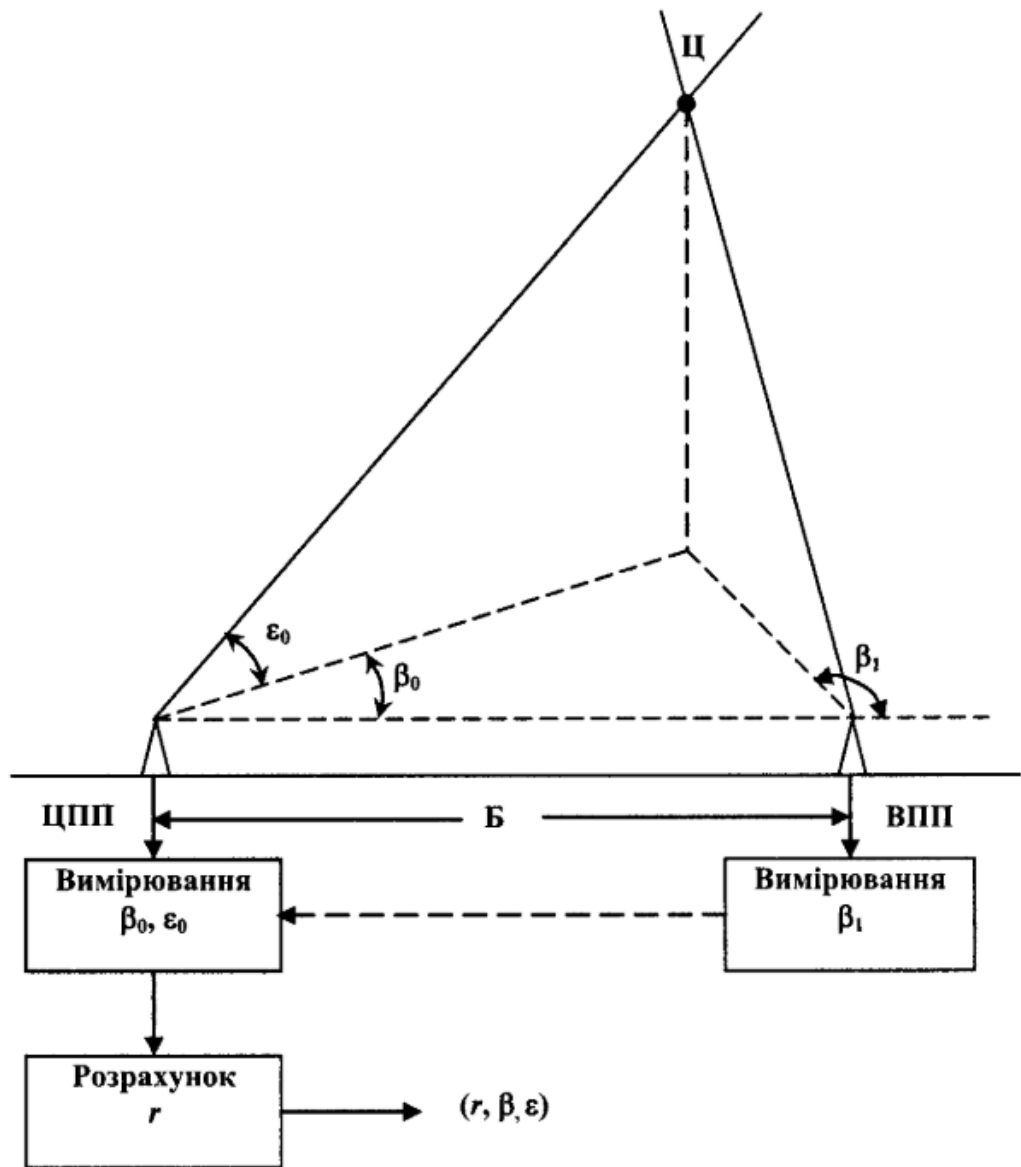 Ц
ε₀
β₀
β₁
ЦПП
Б
ВПП
Вимірювання
β₀, ε₀
Вимірювання
β₁
Розрахунок
r
(r, β, ε)